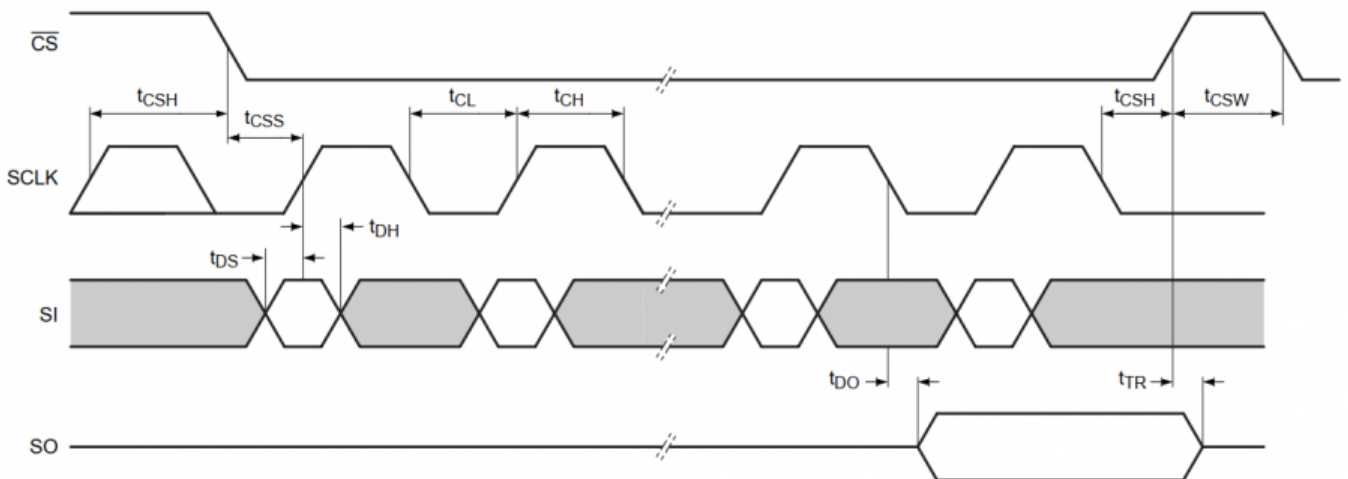 CS
tCSH
tCL
tCH
tCSH
tCSW
tCSS
SCLK
tDH
tDS
SI
tDO
tTR
SO